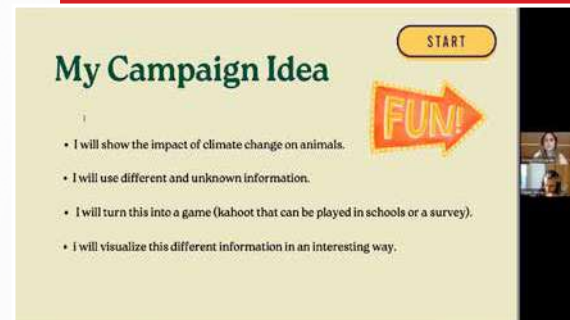 START
My Campaign Idea
FUN!
• I will show the impact of climate change on animals.
• I will use different and unknown information.
• I will turn this into a game (kahoot that can be played in schools or a survey).
• i will visualize this different information in an interesting way.